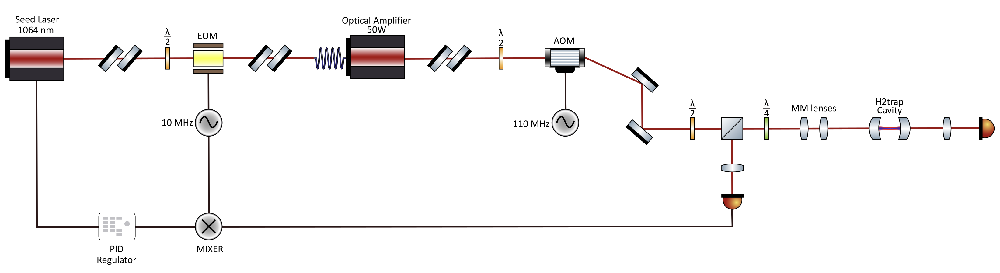 Seed Laser
1064 nm
λ
2
EOM
Optical Amplifier
50W
λ
2
AOM
10 MHz
110 MHz
λ
2
λ
4
MM lenses
H2trap
Cavity
PID
Regulator
MIXER